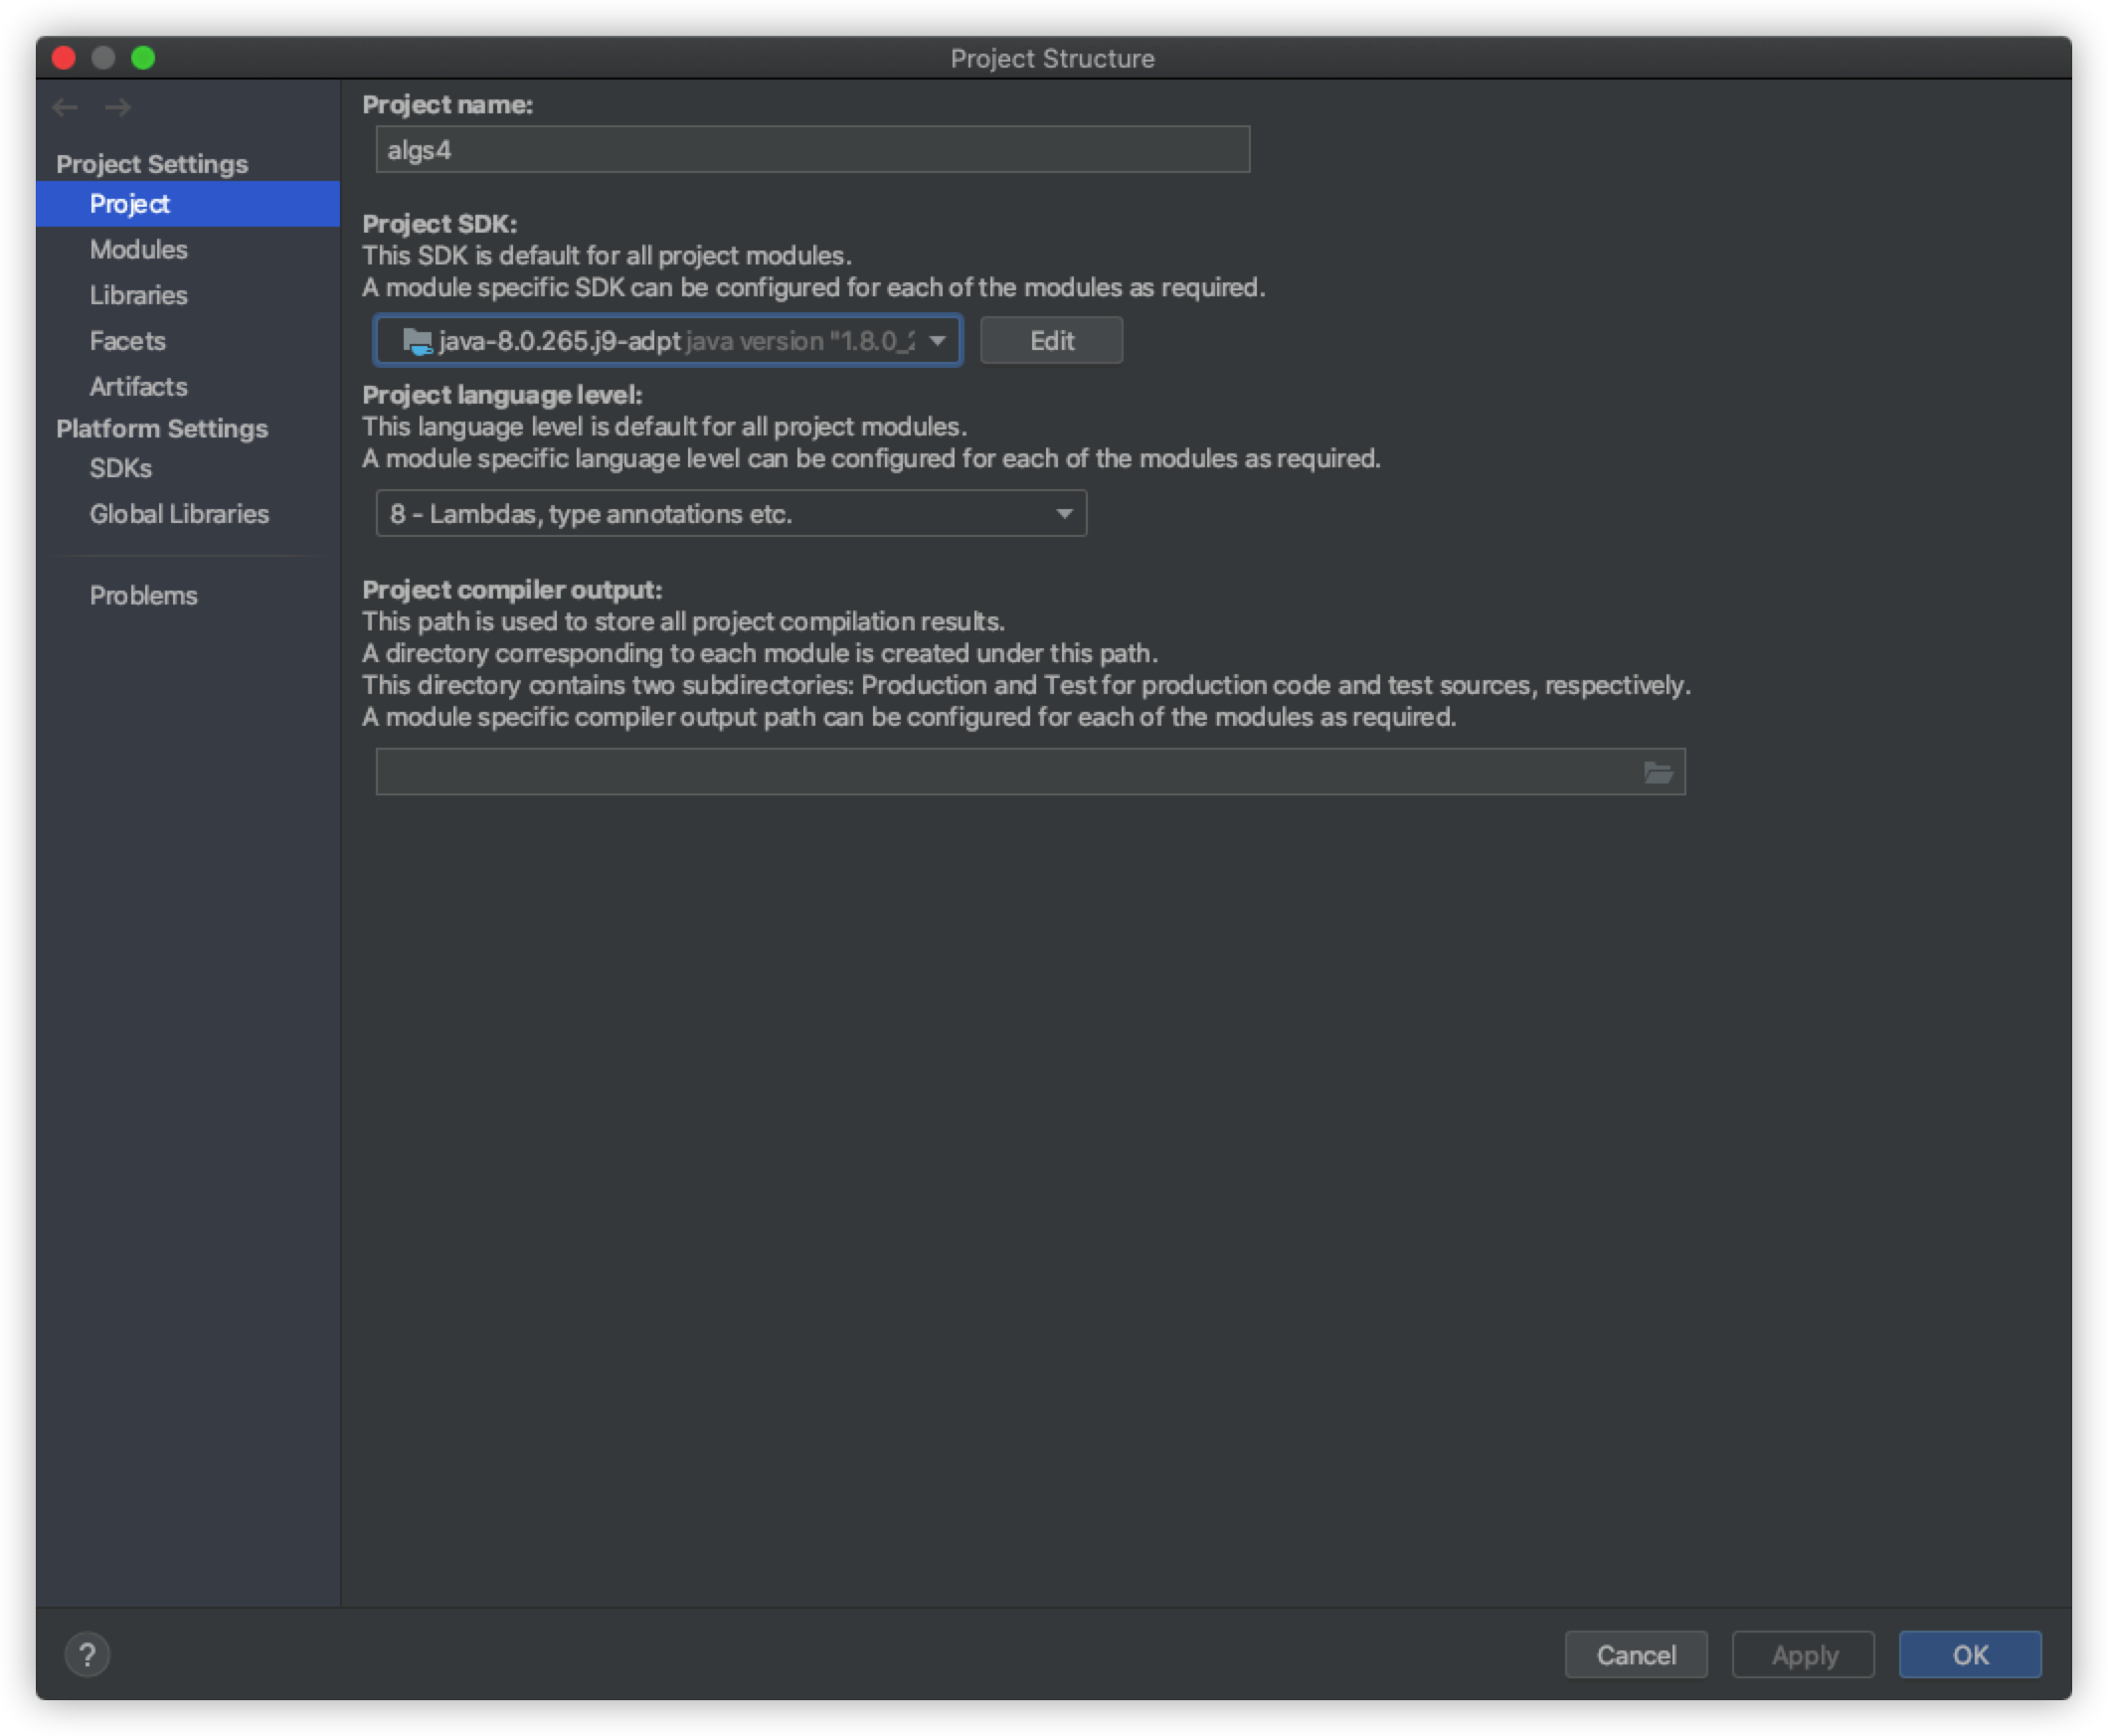 Project Structure
Project Settings
Project
Modules
Libraries
Facets
Artifacts
Platform Settings
SDKs
Global Libraries
Problems
Project name:
algs4
Project SDK:
This SDK is default for all project modules.
A module specific SDK can be configured for each of the modules as required.
java-8.0.265.j9-adpt java version "1.8.0_2
Edit
Project language level:
This language level is default for all project modules.
A module specific language level can be configured for each of the modules as required.
8 - Lambdas, type annotations etc.
Project compiler output:
This path is used to store all project compilation results.
A directory corresponding to each module is created under this path.
This directory contains two subdirectories: Production and Test for production code and test sources, respectively.
A module specific compiler output path can be configured for each of the modules as required.
?
Cancel
Apply
OK